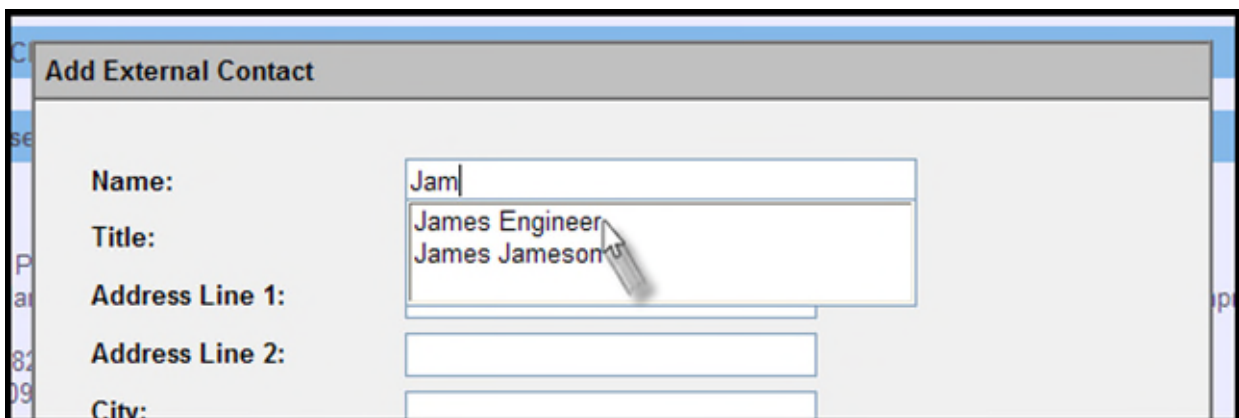 Add External Contact
Name:
Jam
James Engineer
James Jameson
Title:
Address Line 1:
Address Line 2:
City: